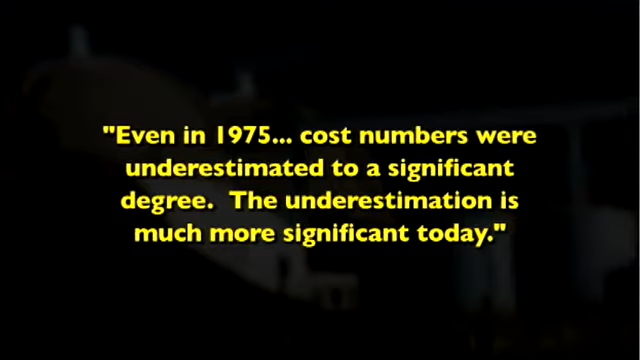 "Even in 1975... cost numbers were
underestimated to a significant
degree.  The underestimation is
much more significant today."